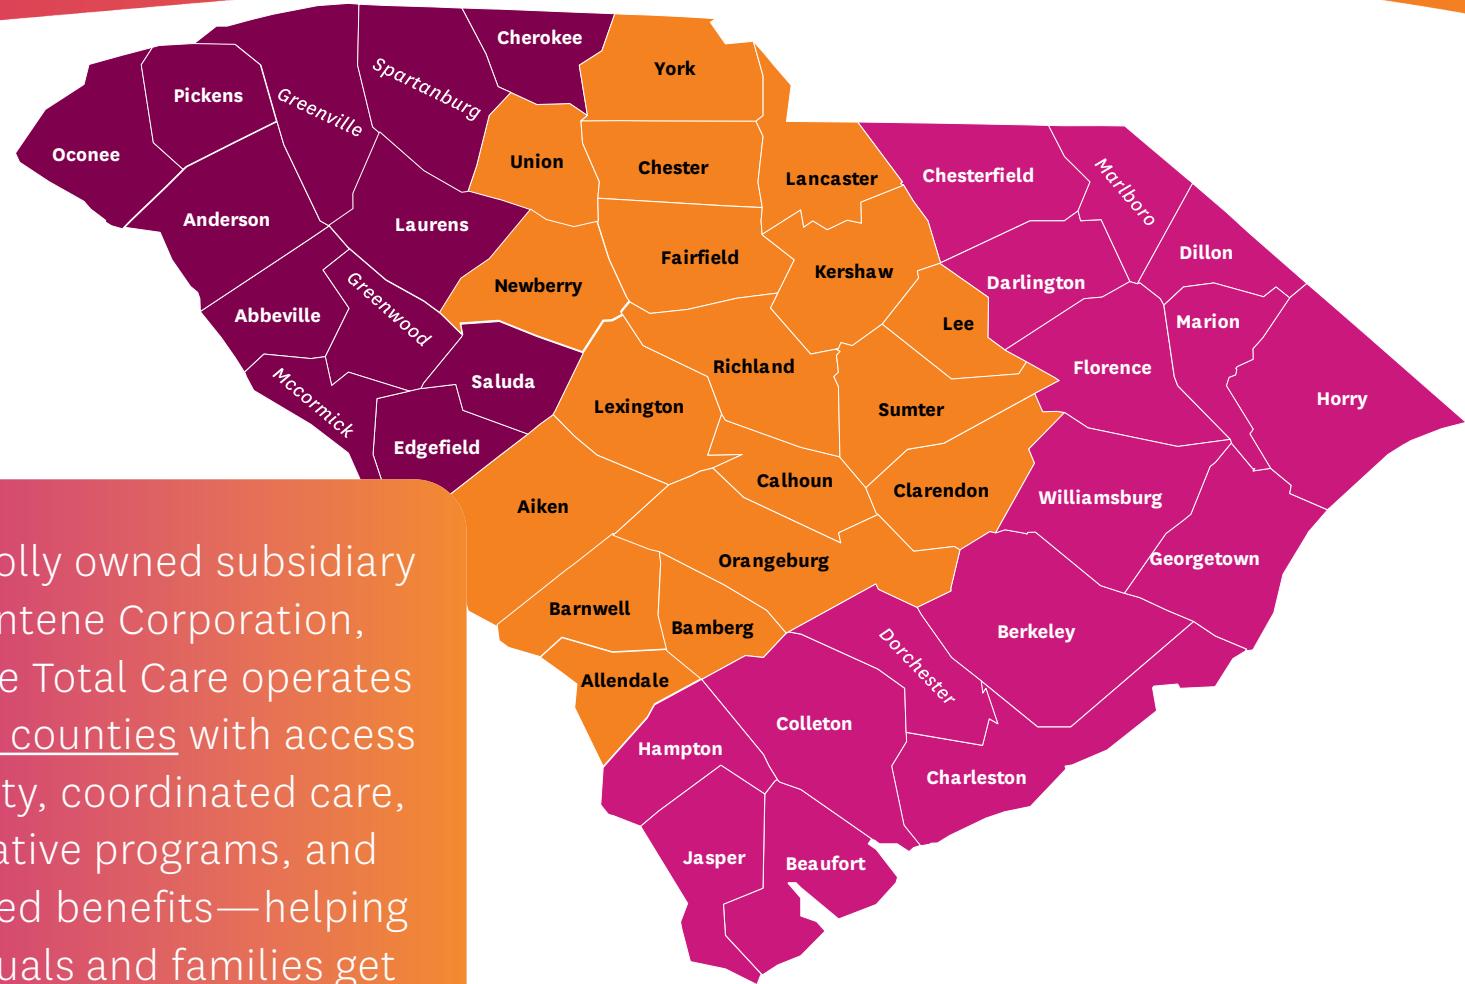 Cherokee
York
Spartanburg
Pickens
Greenville
Oconee
Union
Chester
Lancaster
Chesterfield
Marlboro
Anderson
Laurens
Dillon
Fairfield
Kershaw
Darlington
Newberry
Abbeville
Greenwood
Lee
Marion
Richland
Florence
Saluda
Mccormick
Lexington
Sumter
Horry
Edgefield
Calhoun
Clarendon
Williamsburg
Aiken
Orangeburg
Georgetown
Barnwell
Bamberg
Berkeley
Dorchester
Allendale
Colleton
Hampton
Charleston
Jasper
Beaufort
olly owned subsidiary
ntene Corporation,
e Total Care operates
counties with access
ty, coordinated care,
ative programs, and
ed benefits—helping
uals and families get